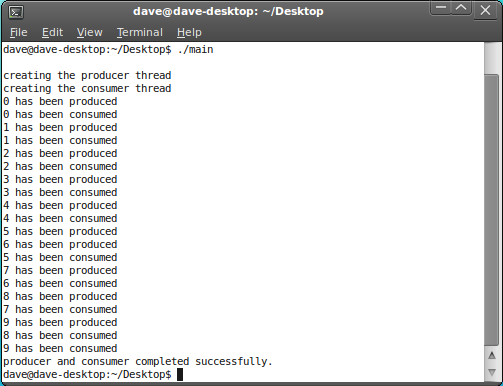 dave@dave-desktop: ~/Desktop
File Edit View Terminal Help
dave@dave-desktop:~/Desktop$ ./main
creating the producer thread
creating the consumer thread
0 has been produced
0 has been consumed
1 has been produced
1 has been consumed
2 has been produced
2 has been consumed
3 has been produced
3 has been consumed
4 has been produced
4 has been consumed
5 has been produced
6 has been produced
5 has been consumed
7 has been produced
6 has been consumed
8 has been produced
7 has been consumed
9 has been produced
8 has been consumed
9 has been consumed
producer and consumer completed successfully.
dave@dave-desktop:~/Desktop$